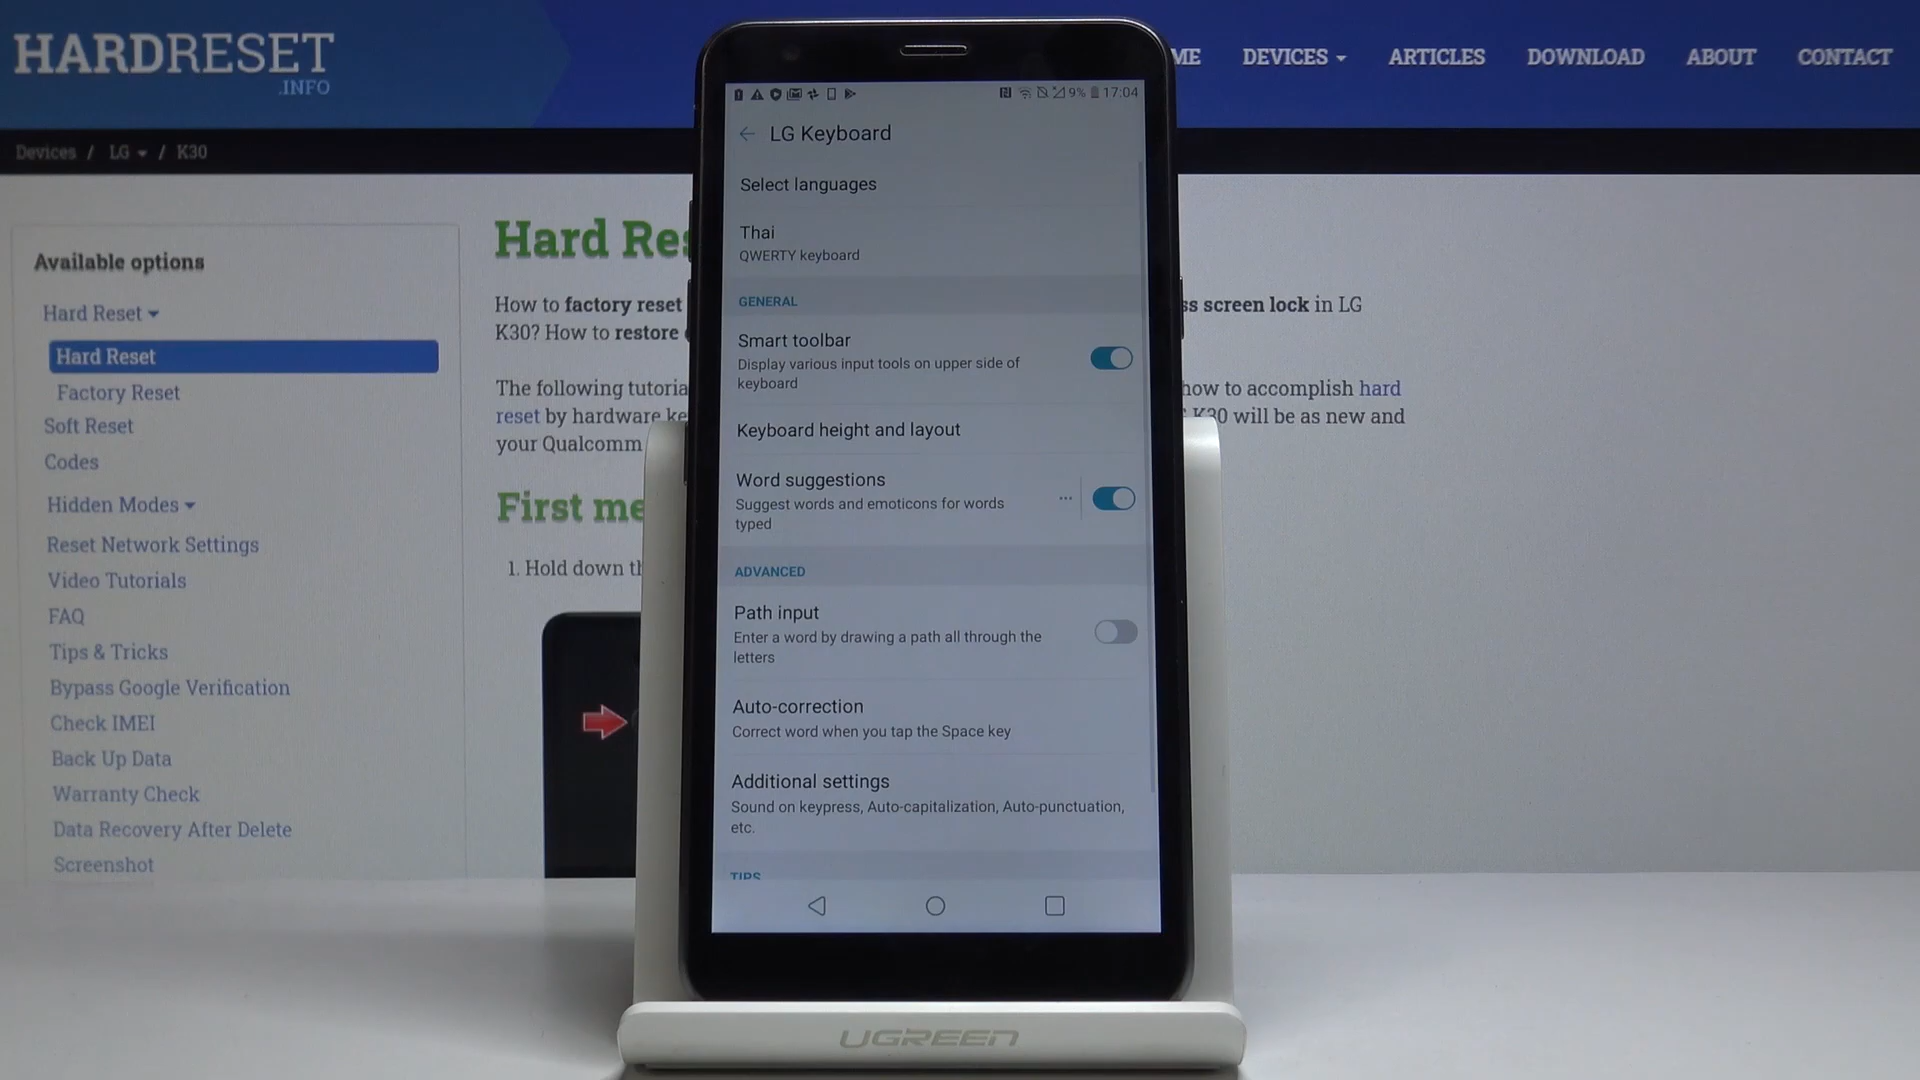 HARDRESET
.INFO
ME DEVICES ARTICLES DOWNLOAD ABOUT CONTACT
Devices / LG / K30
Available options
Hard Reset
Hard Reset
Factory Reset
Soft Reset
Codes
Hidden Modes
Reset Network Settings
Video Tutorials
FAQ
Tips & Tricks
Bypass Google Verification
Check IMEI
Back Up Data
Warranty Check
Data Recovery After Delete
Screenshot
Hard Res
How to factory reset
K30? How to restore
The following tutoria
reset by hardware ke
your Qualcomm
First me
1. Hold down th
ss screen lock in LG
how to accomplish hard
K30 will be as new and
9% 17:04
LG Keyboard
Select languages
Thai
QWERTY keyboard
GENERAL
Smart toolbar
Display various input tools on upper side of
keyboard
Keyboard height and layout
Word suggestions
Suggest words and emoticons for words
typed
...
ADVANCED
Path input
Enter a word by drawing a path all through the
letters
Auto-correction
Correct word when you tap the Space key
Additional settings
Sound on keypress, Auto-capitalization, Auto-punctuation,
etc.
TIPS
UGREEN